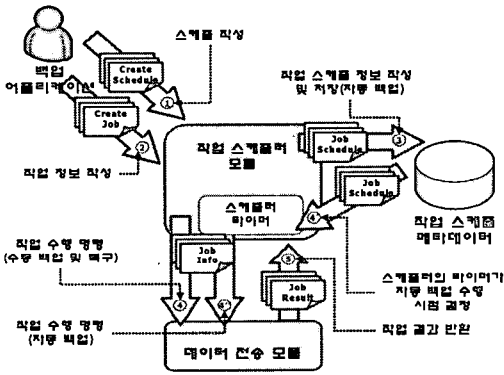 백업
어플리케이션
Create
Schedule
①
스케쥴 작성
Create
Job
②
작업 정보 작성
작업 스케쥴 정보 작성
및 저장(자동 백업)
작업 스케쥴러
모듈
Job
Schedule
③
Job
Schedule
작업 스케쥴
메타데이터
스케쥴러
타이머
④'
작업 수행 명령
(수동 백업 및 복구)
Job
Info
④
⑤
스케쥴러의 타이머가
자동 백업 수행
시점 결정
Job
Result
작업 수행 명령
(자동 백업)
작업 결과 반환
데이터 전송 모듈